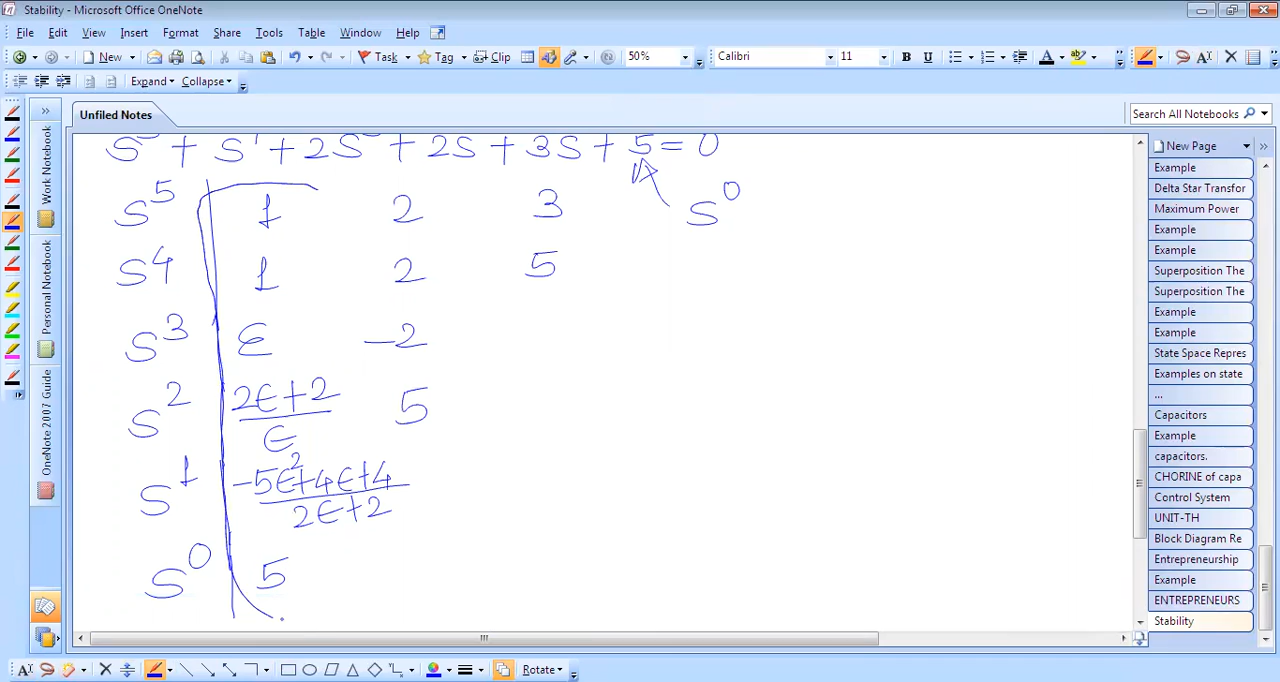 Stability - Microsoft Office OneNote
File Edit View Insert Format Share Tools Table Window Help
New Task Tag Clip 50% Calibri 11 B U
Expand Collapse
Unfiled Notes
Search All Notebooks
Work Notebook
Personal Notebook
OneNote 2007 Guide
+ + 2S + 2S + 3S + 5 = 0
S⁵ 1 2 3 S⁰
S⁴ 1 2 5
S³ ϵ -2
S² 2ϵ+2 5
ϵ
S¹ -5ϵ²+4ϵ+4
2ϵ+2
S⁰ 5
New Page
Example
Delta Star Transfor
Maximum Power
Example
Example
Superposition The
Superposition The
Example
Example
State Space Repres
Examples on state
...
Capacitors
Example
capacitors.
CHORINE of capa
Control System
UNIT-TH
Block Diagram Re
Entrepreneurship
Example
ENTREPRENEURS
Stability
Rotate